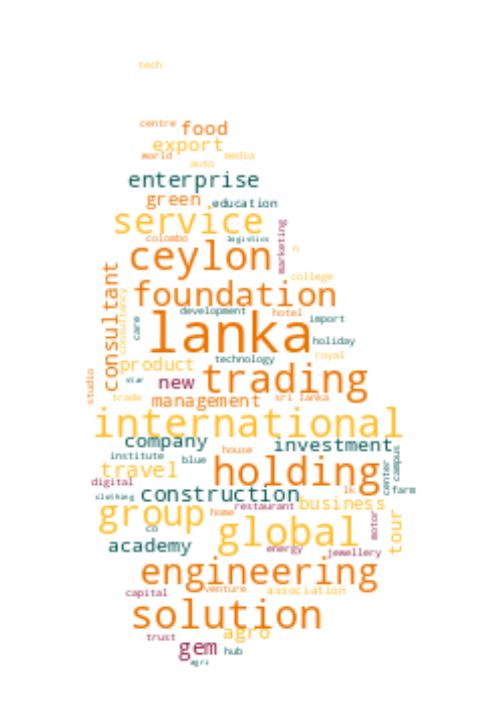 tech
centre food
export
world media
auto
enterprise
green education
service
colombo logistics marketing
ceylon n
college
consultant foundation
consultancy development hotel import
care lanka holiday
technology royal
product
studio star new trading
trade management sri lanka
international
company investment
institute blue house
travel holding center campus
digital
clothing construction lk farm
restaurant business
group home motor tour
co global
academy energy jewellery
engineering
capital venture association
solution
trust agro
gem hub
agri